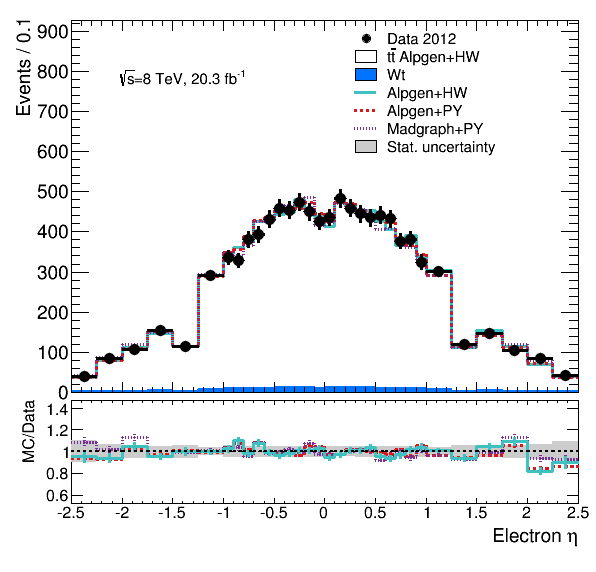 Events / 0.1
900
800
700
600
500
400
300
200
100
0
√s=8 TeV, 20.3 fb⁻¹
Data 2012
tt̄ Alpgen+HW
Wt
Alpgen+HW
Alpgen+PY
Madgraph+PY
Stat. uncertainty
MC/Data
1.4
1.2
1
0.8
0.6
-2.5 -2 -1.5 -1 -0.5 0 0.5 1 1.5 2 2.5
Electron η